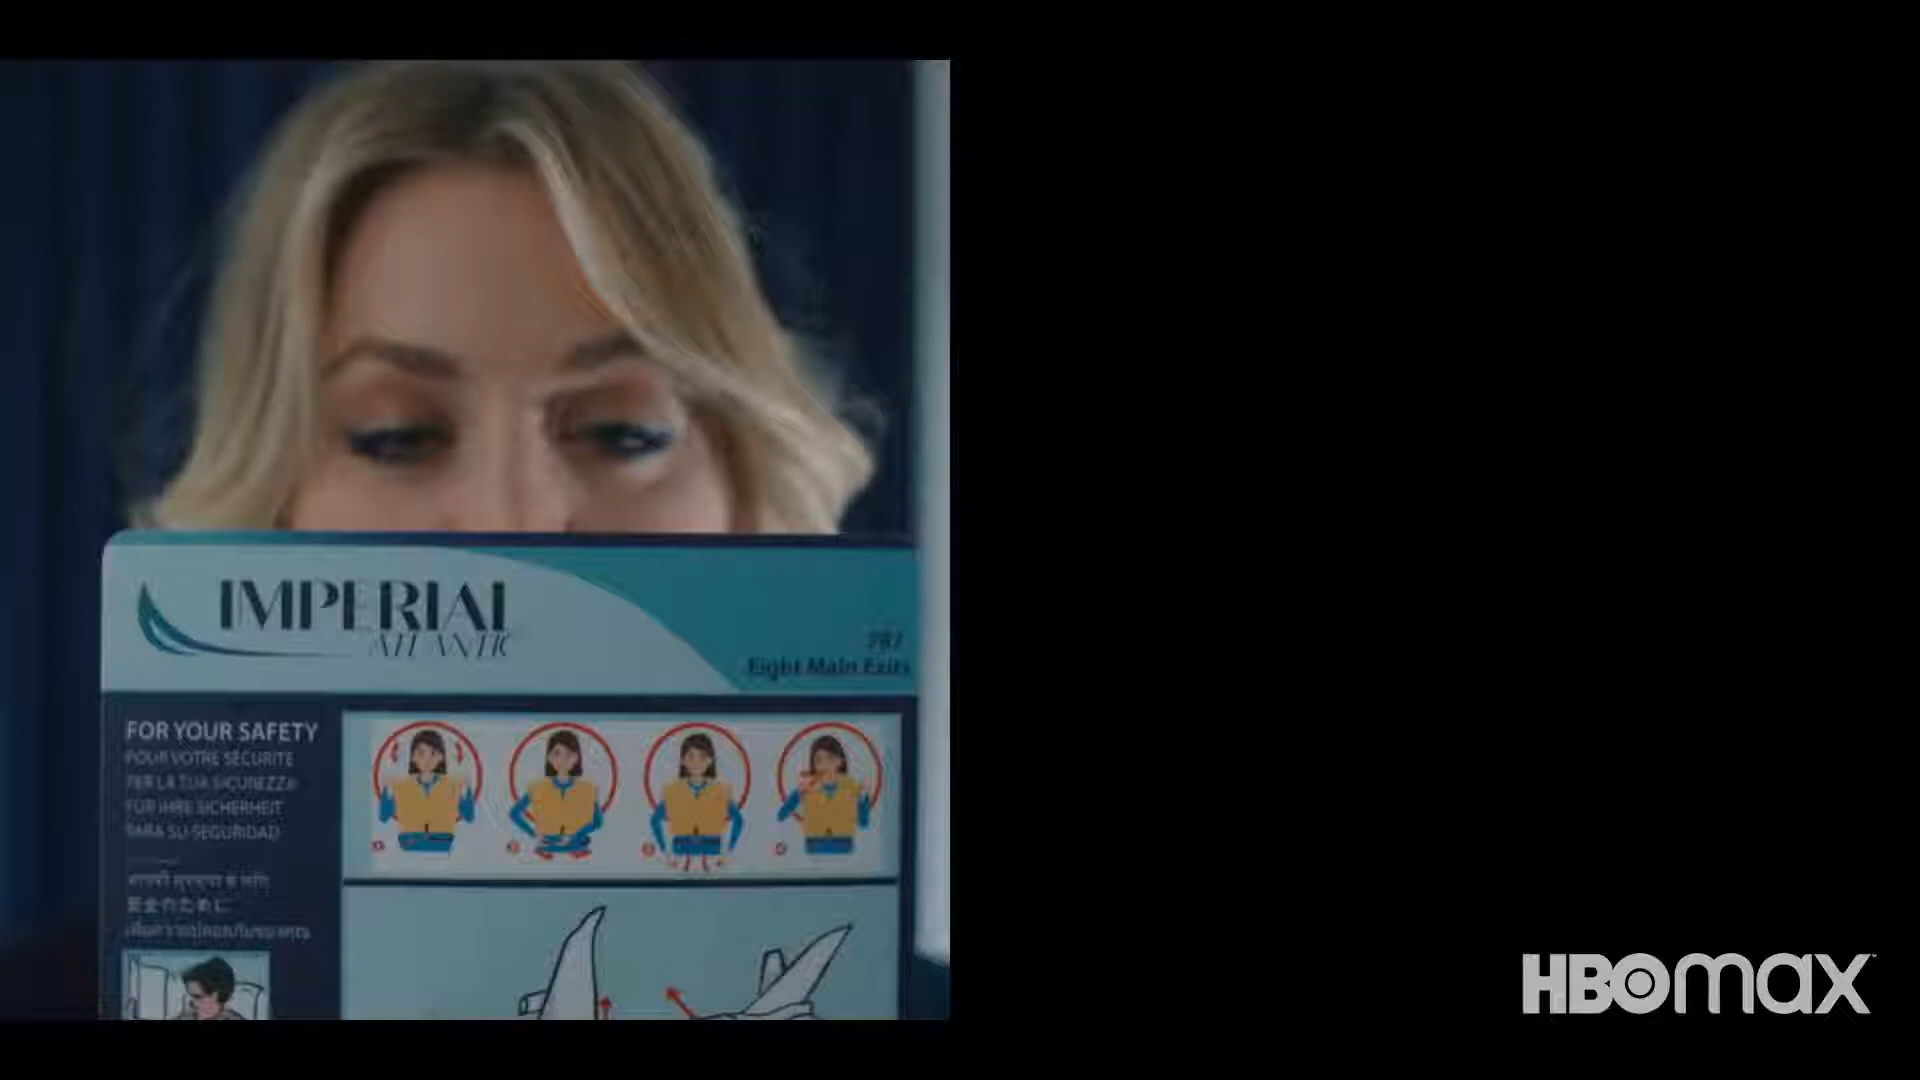 IMPERIAL
ATLANTIC
787
Eight Main Exits
FOR YOUR SAFETY
POUR VOTRE SÉCURITÉ
PER LA TUA SICUREZZA
FÜR IHRE SICHERHEIT
PARA SU SEGURIDAD
安全のために
HBOMAX